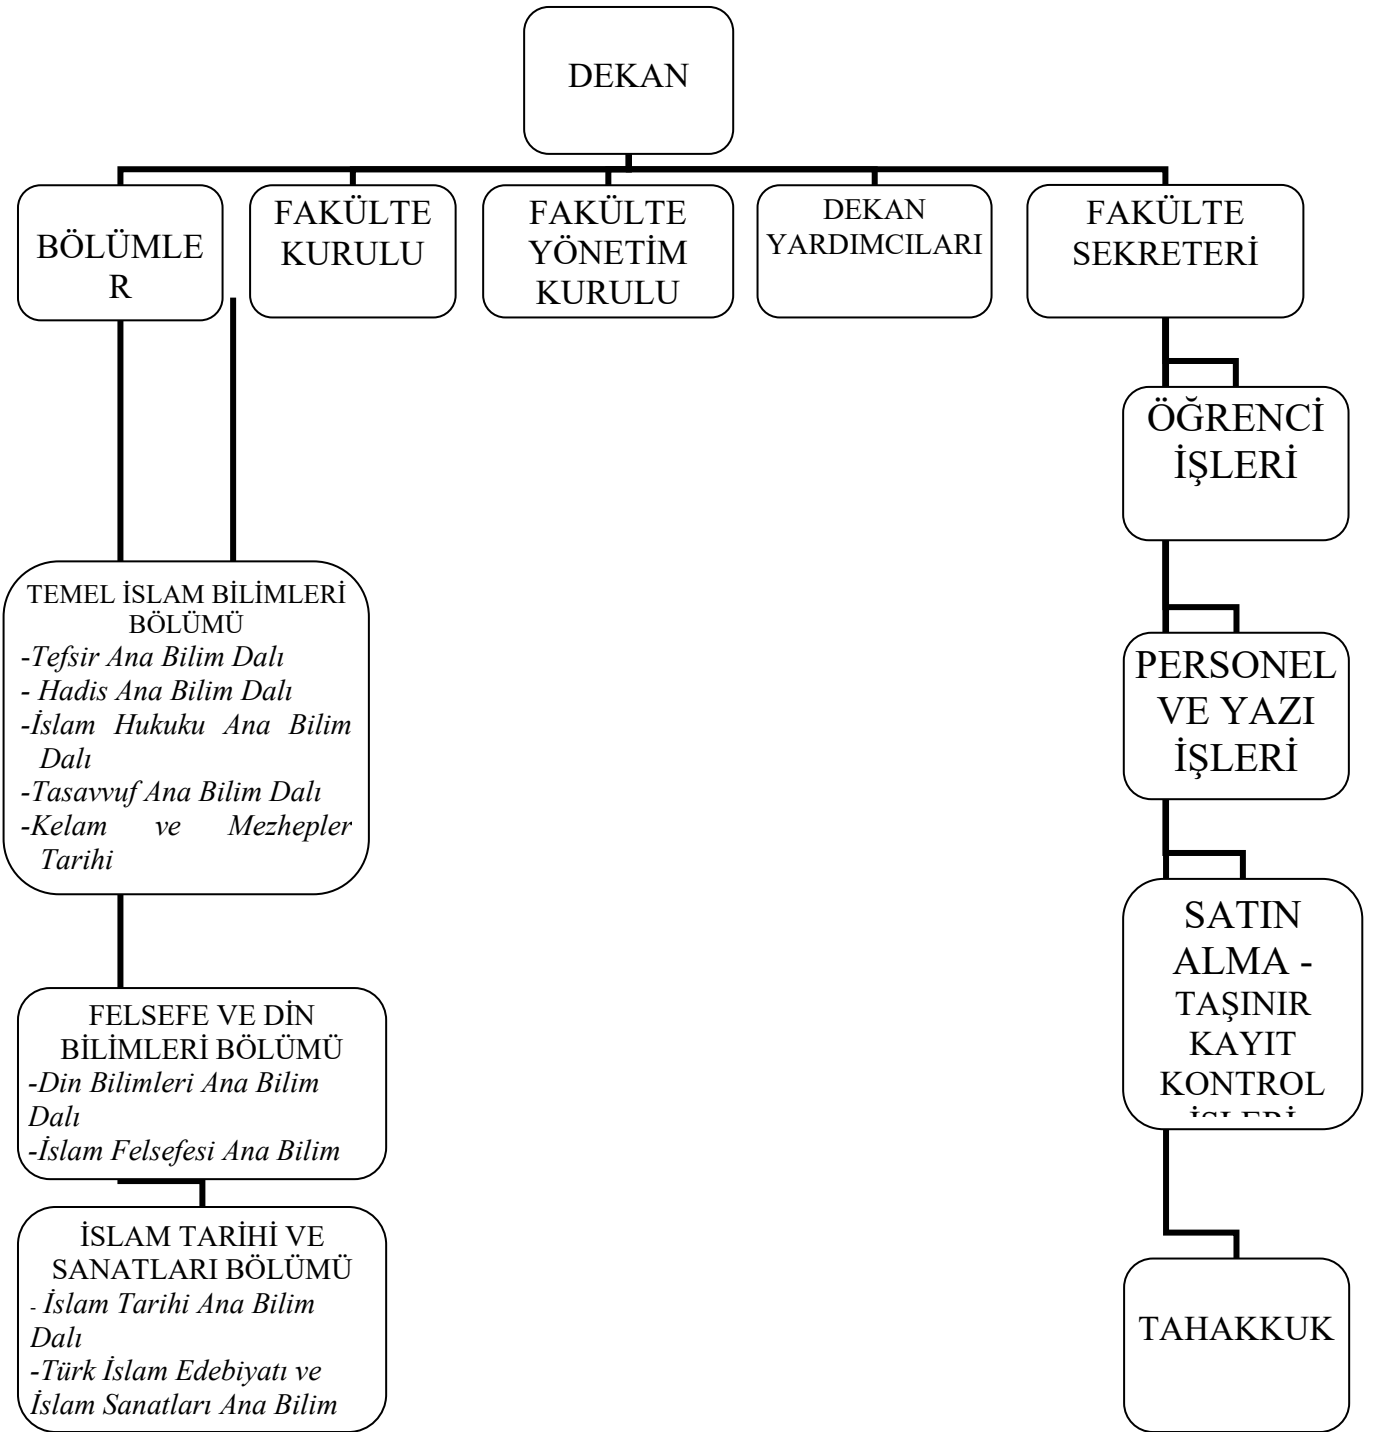 DEKAN
BÖLÜMLE
R
FAKÜLTE
KURULU
FAKÜLTE
YÖNETİM
KURULU
DEKAN
YARDIMCILARI
FAKÜLTE
SEKRETERİ
ÖĞRENCİ
İŞLERİ
PERSONEL
VE YAZI
İŞLERİ
SATIN
ALMA -
TAŞINIR
KAYIT
KONTROL
İŞLERİ
TAHAKKUK
TEMEL İSLAM BİLİMLERİ
BÖLÜMÜ
-Tefsir Ana Bilim Dalı
- Hadis Ana Bilim Dalı
-İslam Hukuku Ana Bilim
Dalı
-Tasavvuf Ana Bilim Dalı
-Kelam ve Mezhepler
Tarihi
FELSEFE VE DİN
BİLİMLERİ BÖLÜMÜ
-Din Bilimleri Ana Bilim
Dalı
-İslam Felsefesi Ana Bilim
İSLAM TARİHİ VE
SANATLARI BÖLÜMÜ
- İslam Tarihi Ana Bilim
Dalı
-Türk İslam Edebiyatı ve
İslam Sanatları Ana Bilim